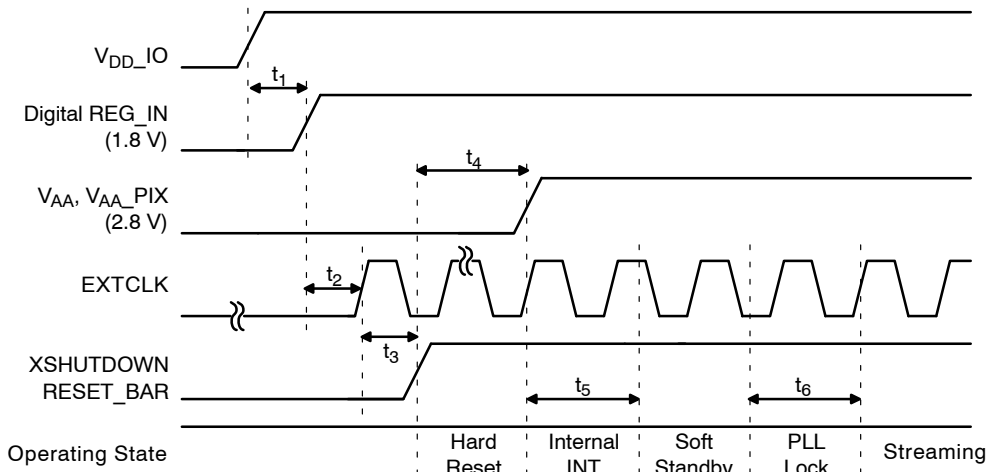 V_DD_IO
t1
Digital REG_IN
(1.8 V)
t4
V_AA, V_AA_PIX
(2.8 V)
t2
EXTCLK
t3
XSHUTDOWN
RESET_BAR
t5
t6
Operating State
Hard
Reset
Internal
INT
Soft
Standby
PLL
Lock
Streaming